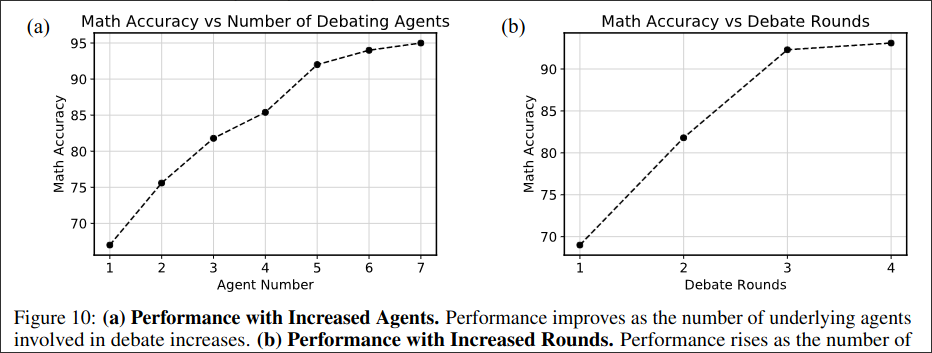 (a)
Math Accuracy vs Number of Debating Agents
95
90
85
80
75
70
Math Accuracy
1 2 3 4 5 6 7
Agent Number
(b)
Math Accuracy vs Debate Rounds
90
85
80
75
70
Math Accuracy
1 2 3 4
Debate Rounds
Figure 10: (a) Performance with Increased Agents. Performance improves as the number of underlying agents
involved in debate increases. (b) Performance with Increased Rounds. Performance rises as the number of